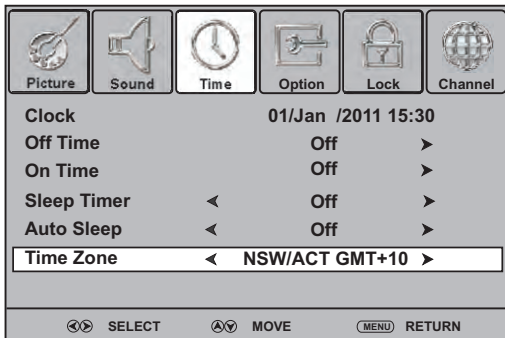 Picture Sound Time Option Lock Channel
Clock 01/Jan /2011 15:30
Off Time Off
On Time Off
Sleep Timer Off
Auto Sleep Off
Time Zone NSW/ACT GMT+10
SELECT MOVE MENU RETURN